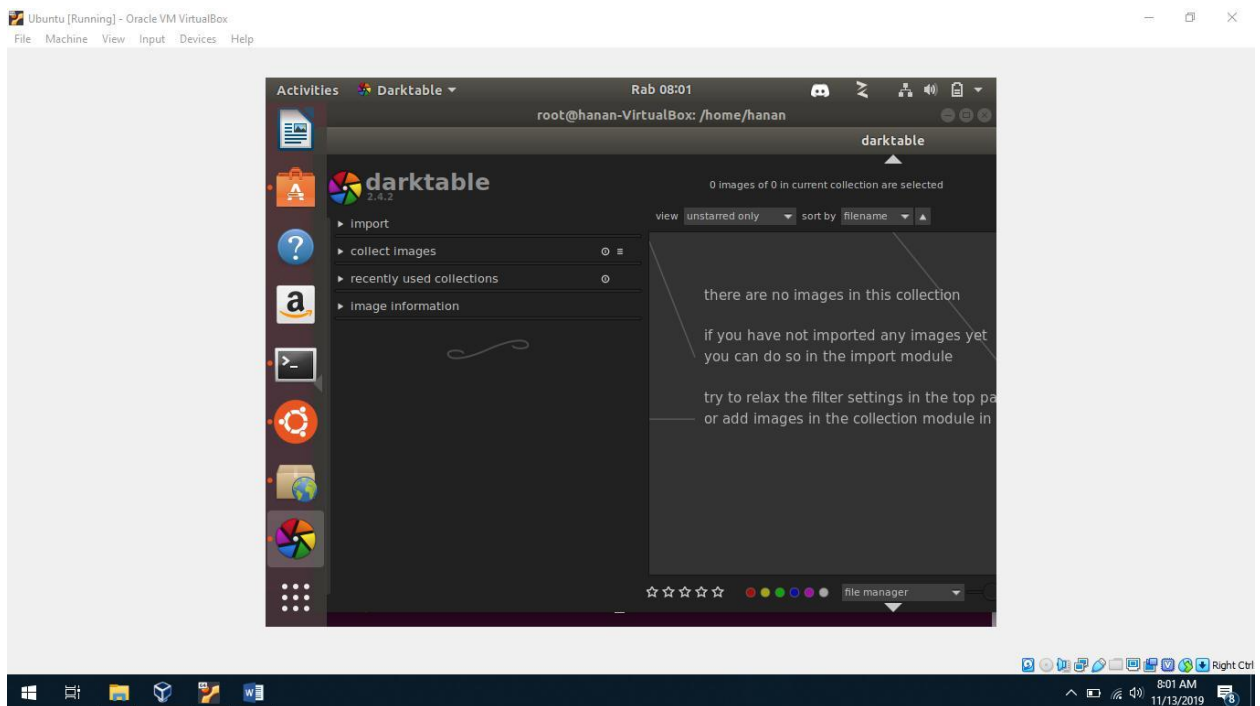 Ubuntu [Running] - Oracle VM VirtualBox
File Machine View Input Devices Help
Activities Darktable Rab 08:01
root@hanan-VirtualBox: /home/hanan
darktable
darktable
2.4.2
0 images of 0 in current collection are selected
view unstarred only sort by filename
import
collect images
recently used collections
image information
there are no images in this collection
if you have not imported any images yet
you can do so in the import module
try to relax the filter settings in the top pa
or add images in the collection module in
file manager
Right Ctrl
8:01 AM
11/13/2019
8